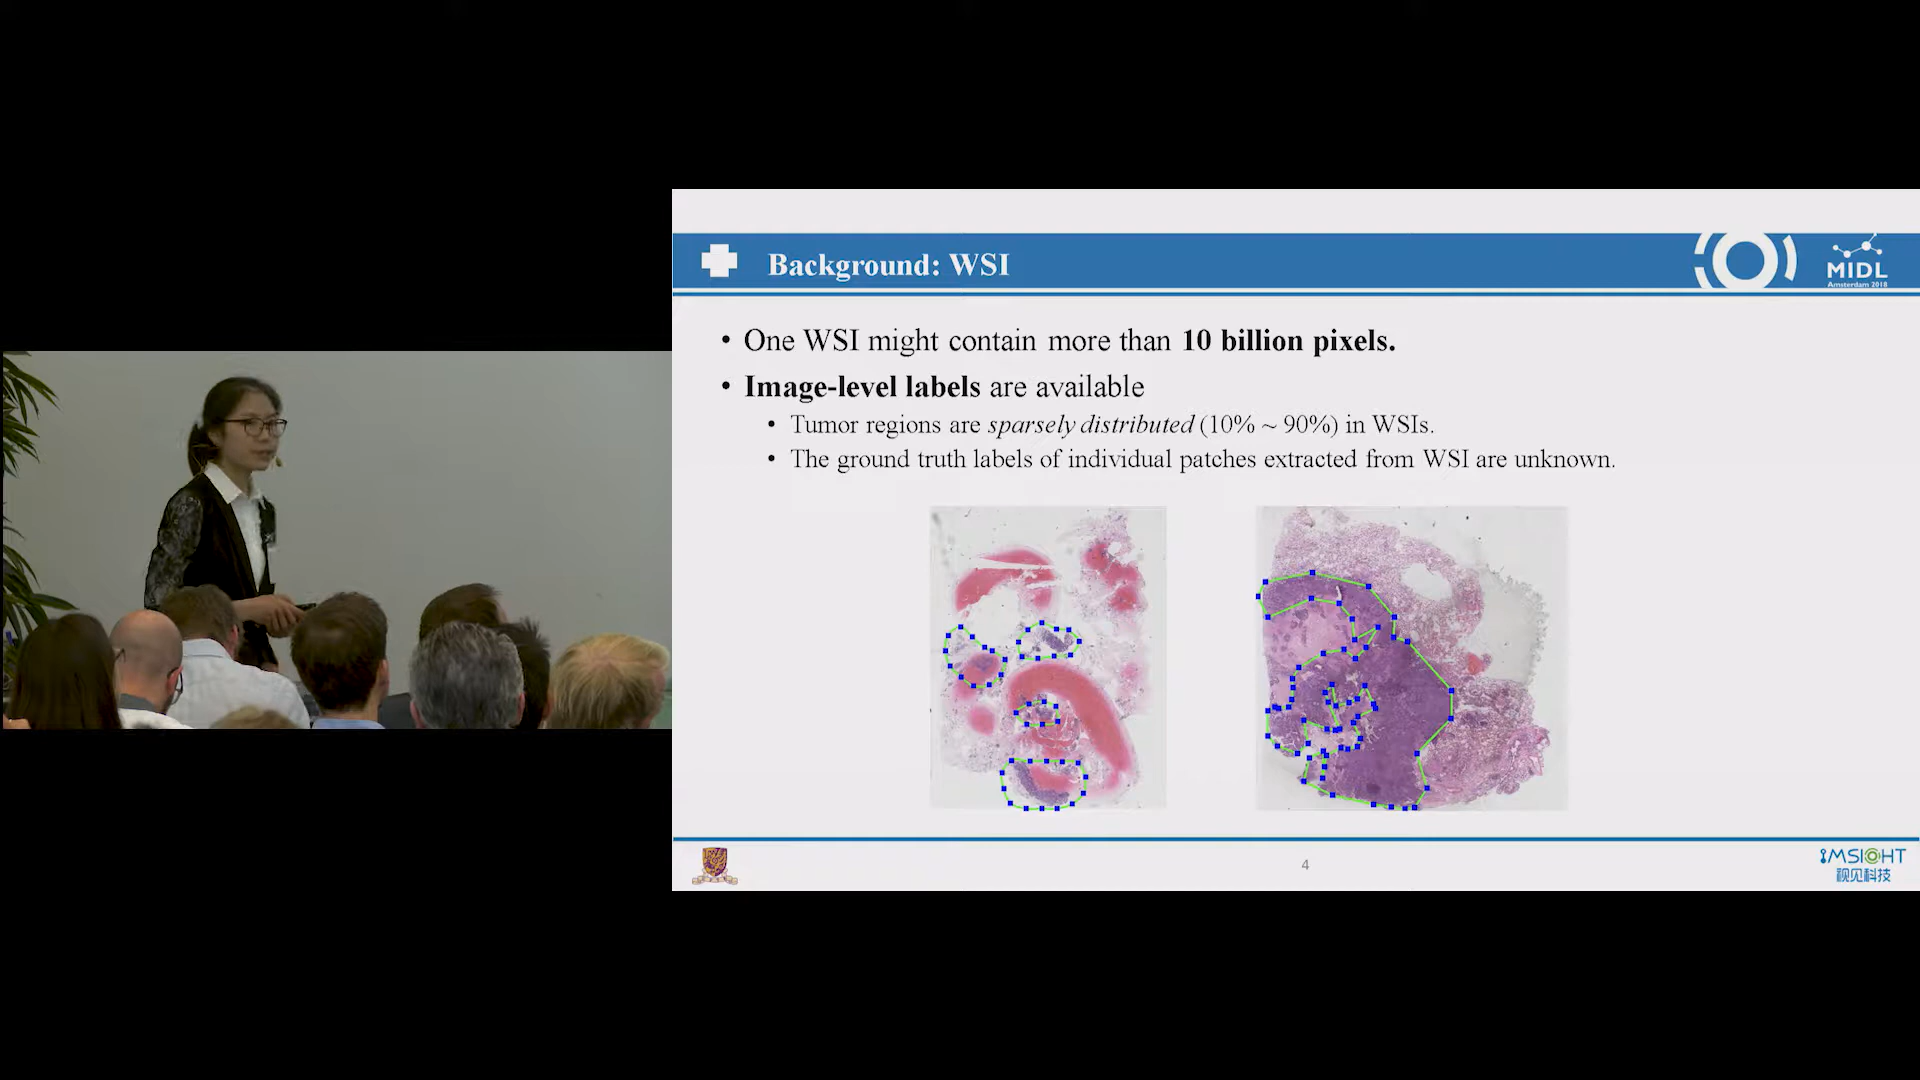 Background: WSI
MIDL
Amsterdam 2018
• One WSI might contain more than 10 billion pixels.
• Image-level labels are available
• Tumor regions are sparsely distributed (10% ~ 90%) in WSIs.
• The ground truth labels of individual patches extracted from WSI are unknown.
4
iMSIGHT
视见科技